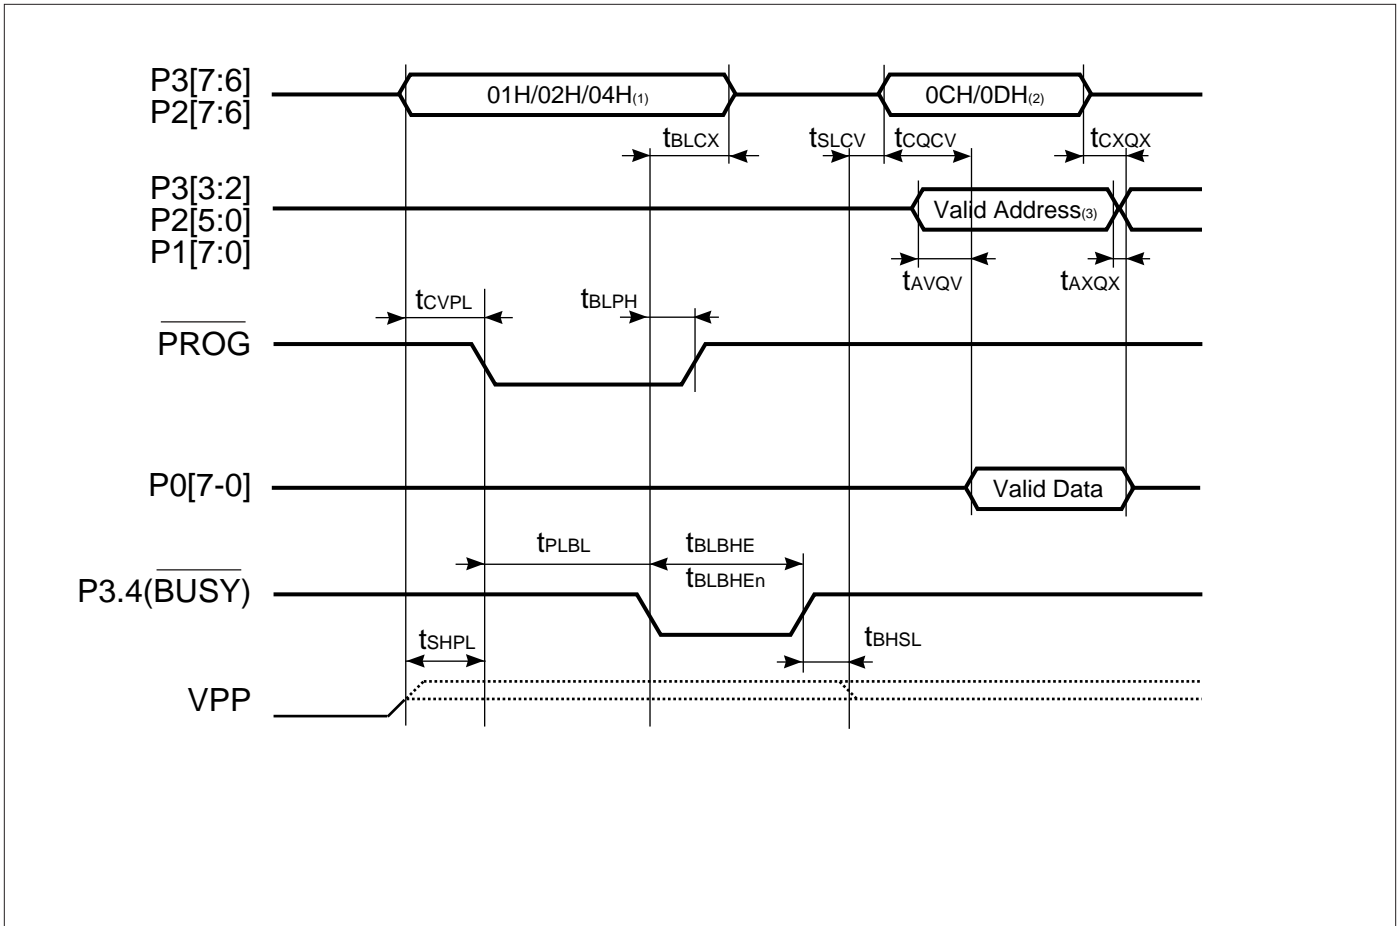 P3[7:6]
P2[7:6]
01H/02H/04H(1)
0CH/0DH(2)
tBLCX
tSLCV
tCQCV
tCXQX
P3[3:2]
P2[5:0]
P1[7:0]
Valid Address(3)
tAVQV
tAXQX
tCVPL
tBLPH
PROG
P0[7-0]
Valid Data
tPLBL
tBLBHE
tBLBHEn
P3.4(BUSY)
tSHPL
tBHSL
VPP